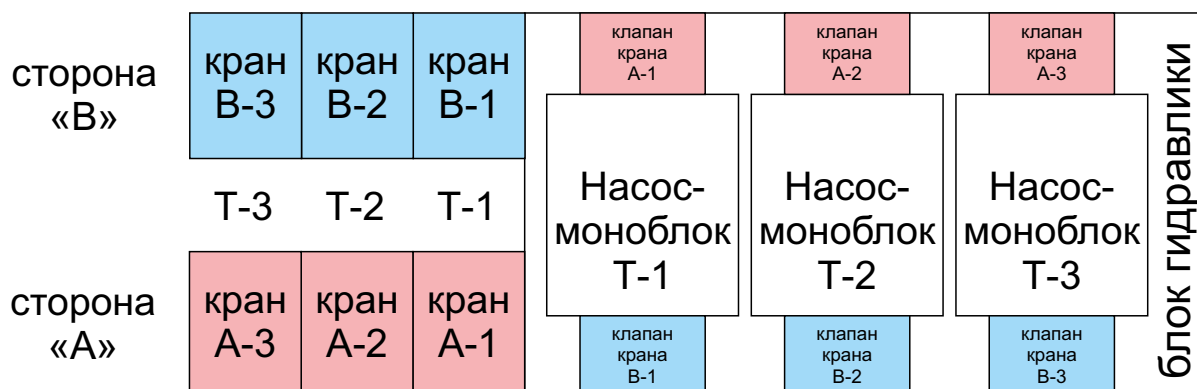 сторона
«В»
кран
В-3
кран
В-2
кран
В-1
Т-3
Т-2
Т-1
сторона
«А»
кран
А-3
кран
А-2
кран
А-1
клапан
крана
А-1
клапан
крана
А-2
клапан
крана
А-3
Насос-
моноблок
Т-1
Насос-
моноблок
Т-2
Насос-
моноблок
Т-3
клапан
крана
В-1
клапан
крана
В-2
клапан
крана
В-3
блок гидравлики